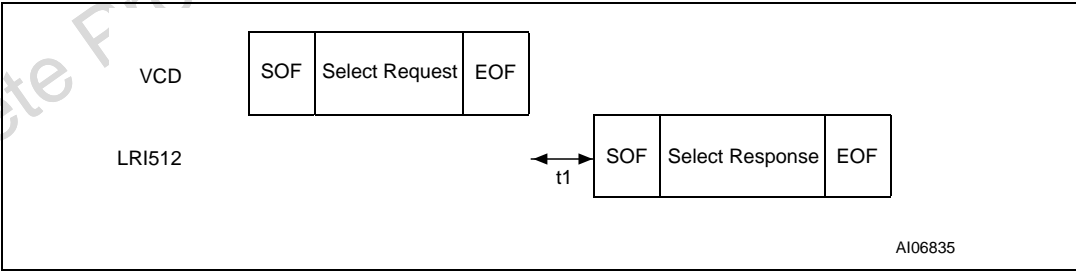 VCD SOF Select Request EOF
LRI512 SOF Select Response EOF
t1
AI06835